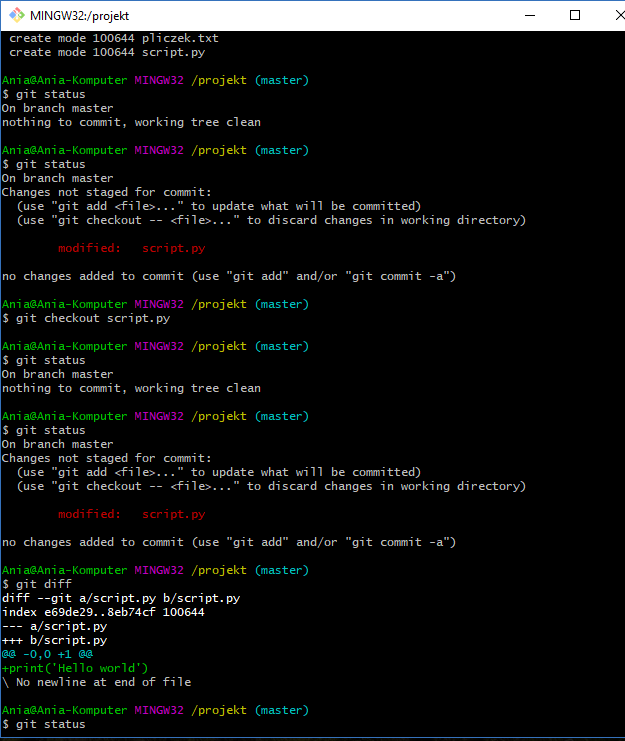 MINGW32:/projekt
create mode 100644 pliczek.txt
create mode 100644 script.py
Ania@Ania-Komputer MINGW32 /projekt (master)
$ git status
On branch master
nothing to commit, working tree clean
Ania@Ania-Komputer MINGW32 /projekt (master)
$ git status
On branch master
Changes not staged for commit:
  (use "git add <file>..." to update what will be committed)
  (use "git checkout -- <file>..." to discard changes in working directory)
        modified:   script.py
no changes added to commit (use "git add" and/or "git commit -a")
Ania@Ania-Komputer MINGW32 /projekt (master)
$ git checkout script.py
Ania@Ania-Komputer MINGW32 /projekt (master)
$ git status
On branch master
nothing to commit, working tree clean
Ania@Ania-Komputer MINGW32 /projekt (master)
$ git status
On branch master
Changes not staged for commit:
  (use "git add <file>..." to update what will be committed)
  (use "git checkout -- <file>..." to discard changes in working directory)
        modified:   script.py
no changes added to commit (use "git add" and/or "git commit -a")
Ania@Ania-Komputer MINGW32 /projekt (master)
$ git diff
diff --git a/script.py b/script.py
index e69de29..8eb74cf 100644
--- a/script.py
+++ b/script.py
@@ -0,0 +1 @@
+print('Hello world')
\ No newline at end of file
Ania@Ania-Komputer MINGW32 /projekt (master)
$ git status